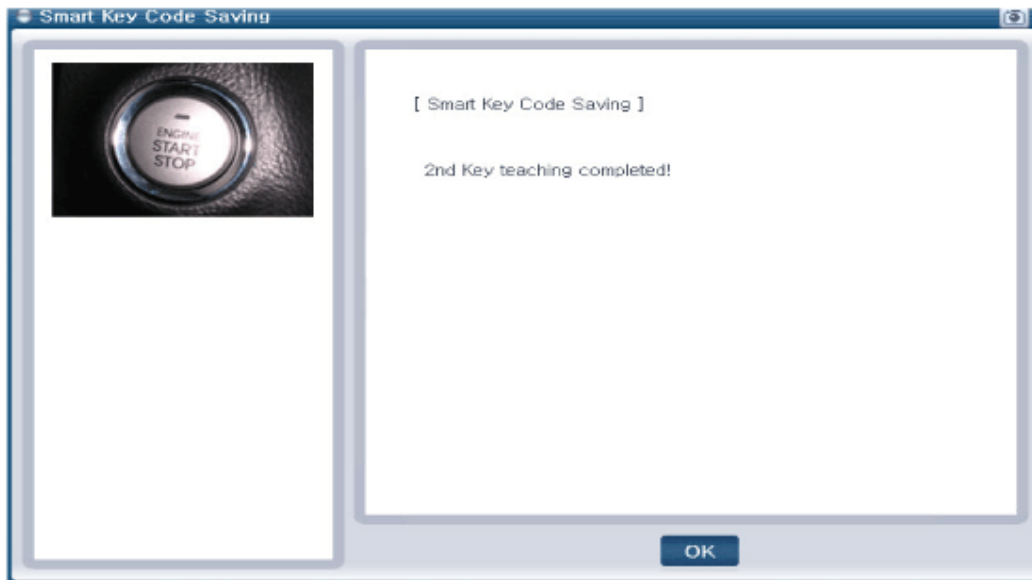 Smart Key Code Saving
ENGINE
START
STOP
[ Smart Key Code Saving ]
2nd Key teaching completed!
OK